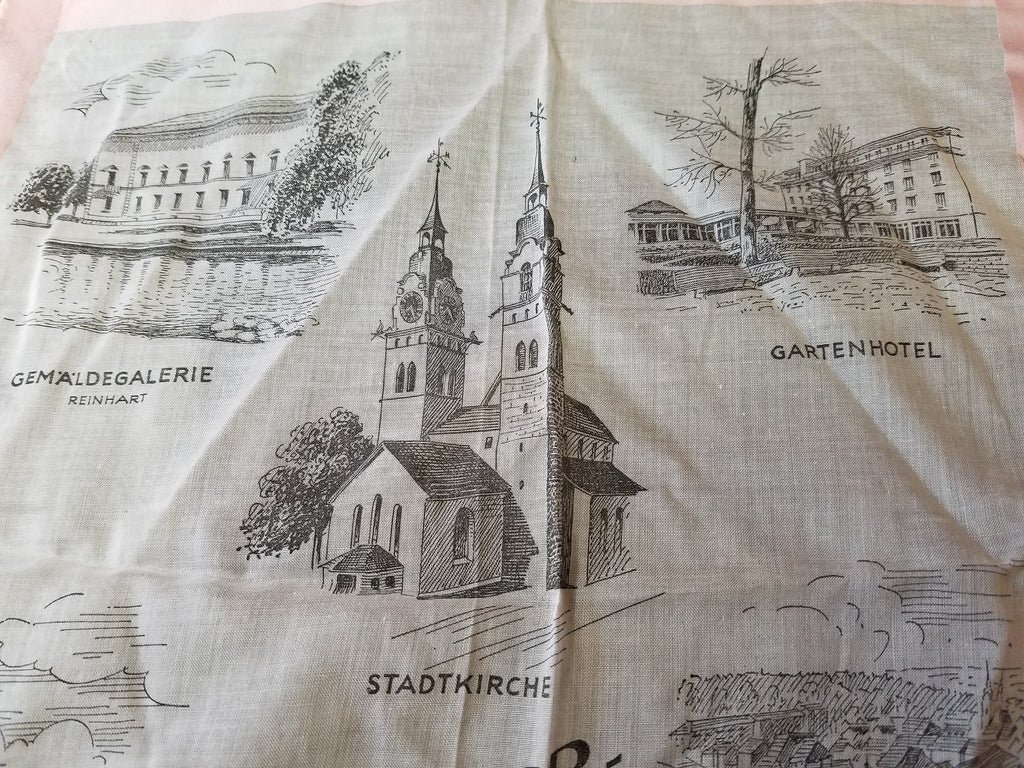 GEMÄLDEGALERIE
REINHART
GARTENHOTEL
STADTKIRCHE